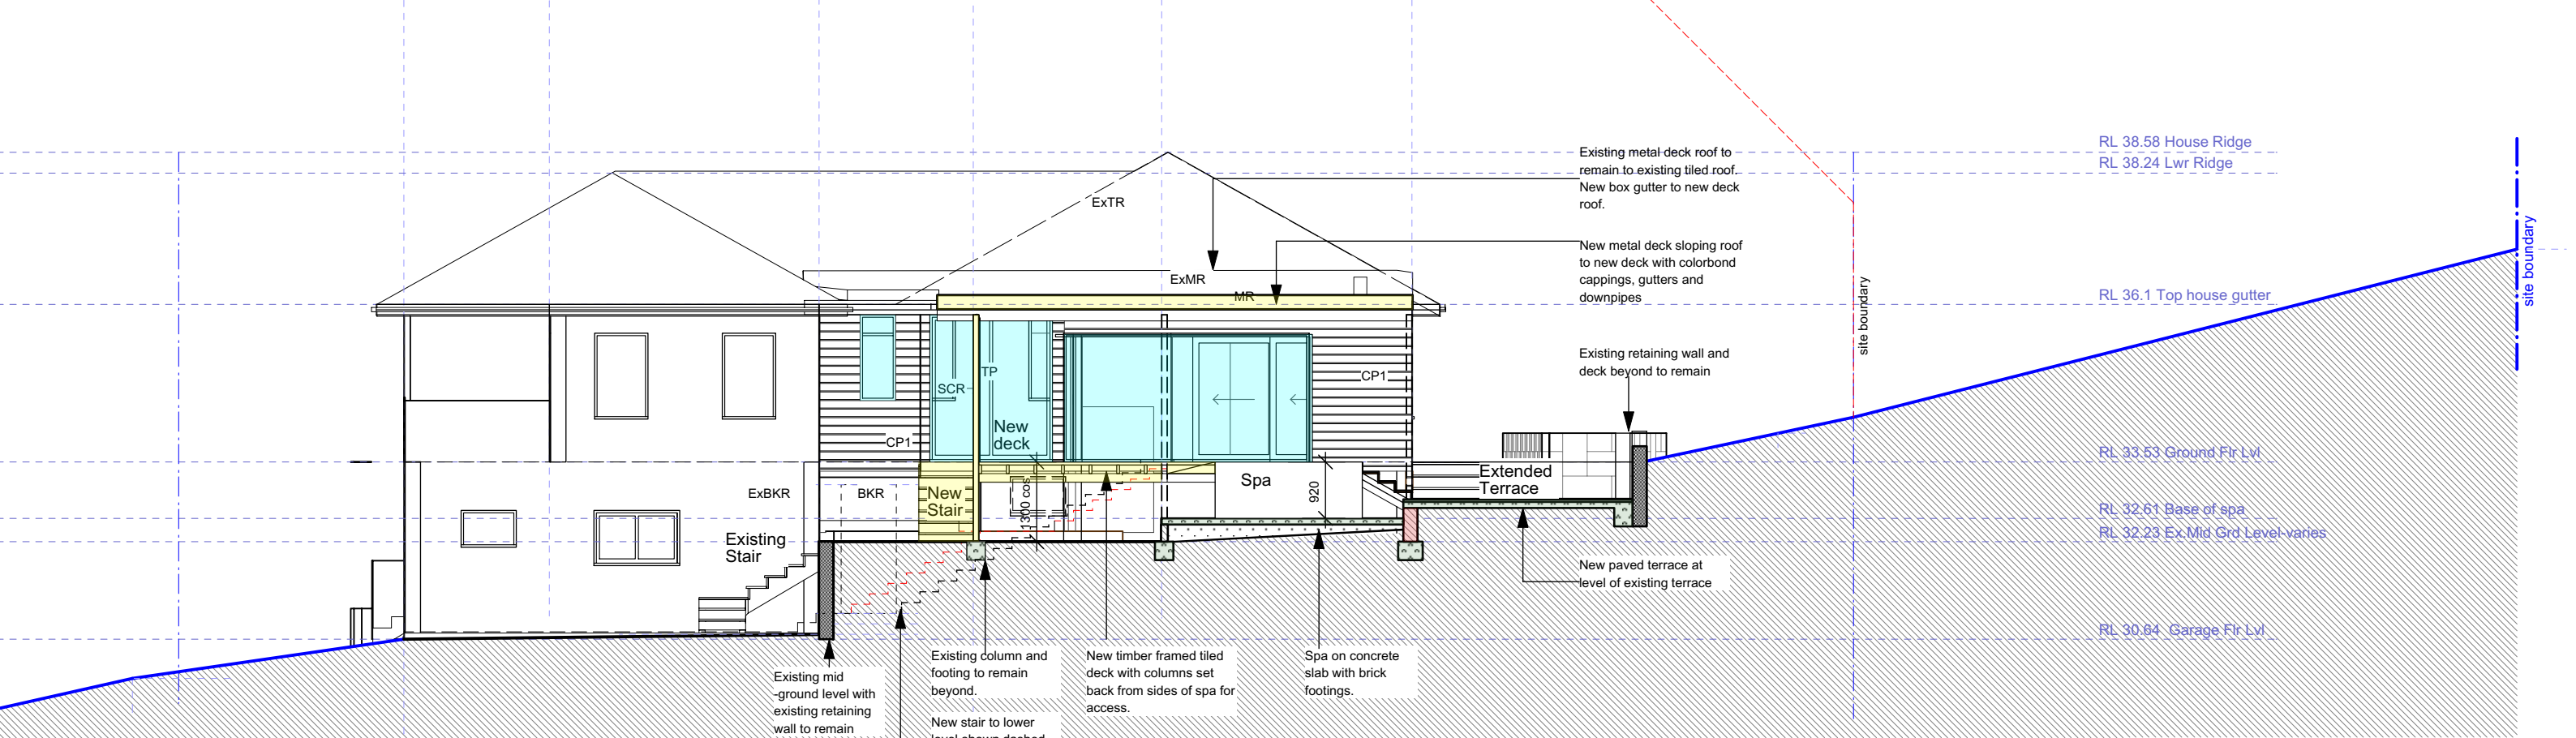 Existing metal deck roof to
remain to existing tiled roof.
New box gutter to new deck
roof.
RL 38.58 House Ridge
RL 38.24 Lwr Ridge
ExTR
New metal deck sloping roof
to new deck with colorbond
cappings, gutters and
downpipes
site boundary
ExMR
MR
RL 36.1 Top house gutter
site boundary
Existing retaining wall and
deck beyond to remain
TP
SCR
CP1
New
deck
CP1
RL 33.53 Ground Flr Lvl
Extended
Terrace
Spa
920
ExBKR
BKR
New
Stair
1300 cos
RL 32.61 Base of spa
RL 32.23 Ex.Mid Grd Level-varies
Existing
Stair
New paved terrace at
level of existing terrace
RL 30.64 Garage Flr Lvl
Existing mid
-ground level with
existing retaining
wall to remain
Existing column and
footing to remain
beyond.
New timber framed tiled
deck with columns set
back from sides of spa for
access.
Spa on concrete
slab with brick
footings.
New stair to lower
level shown dashed